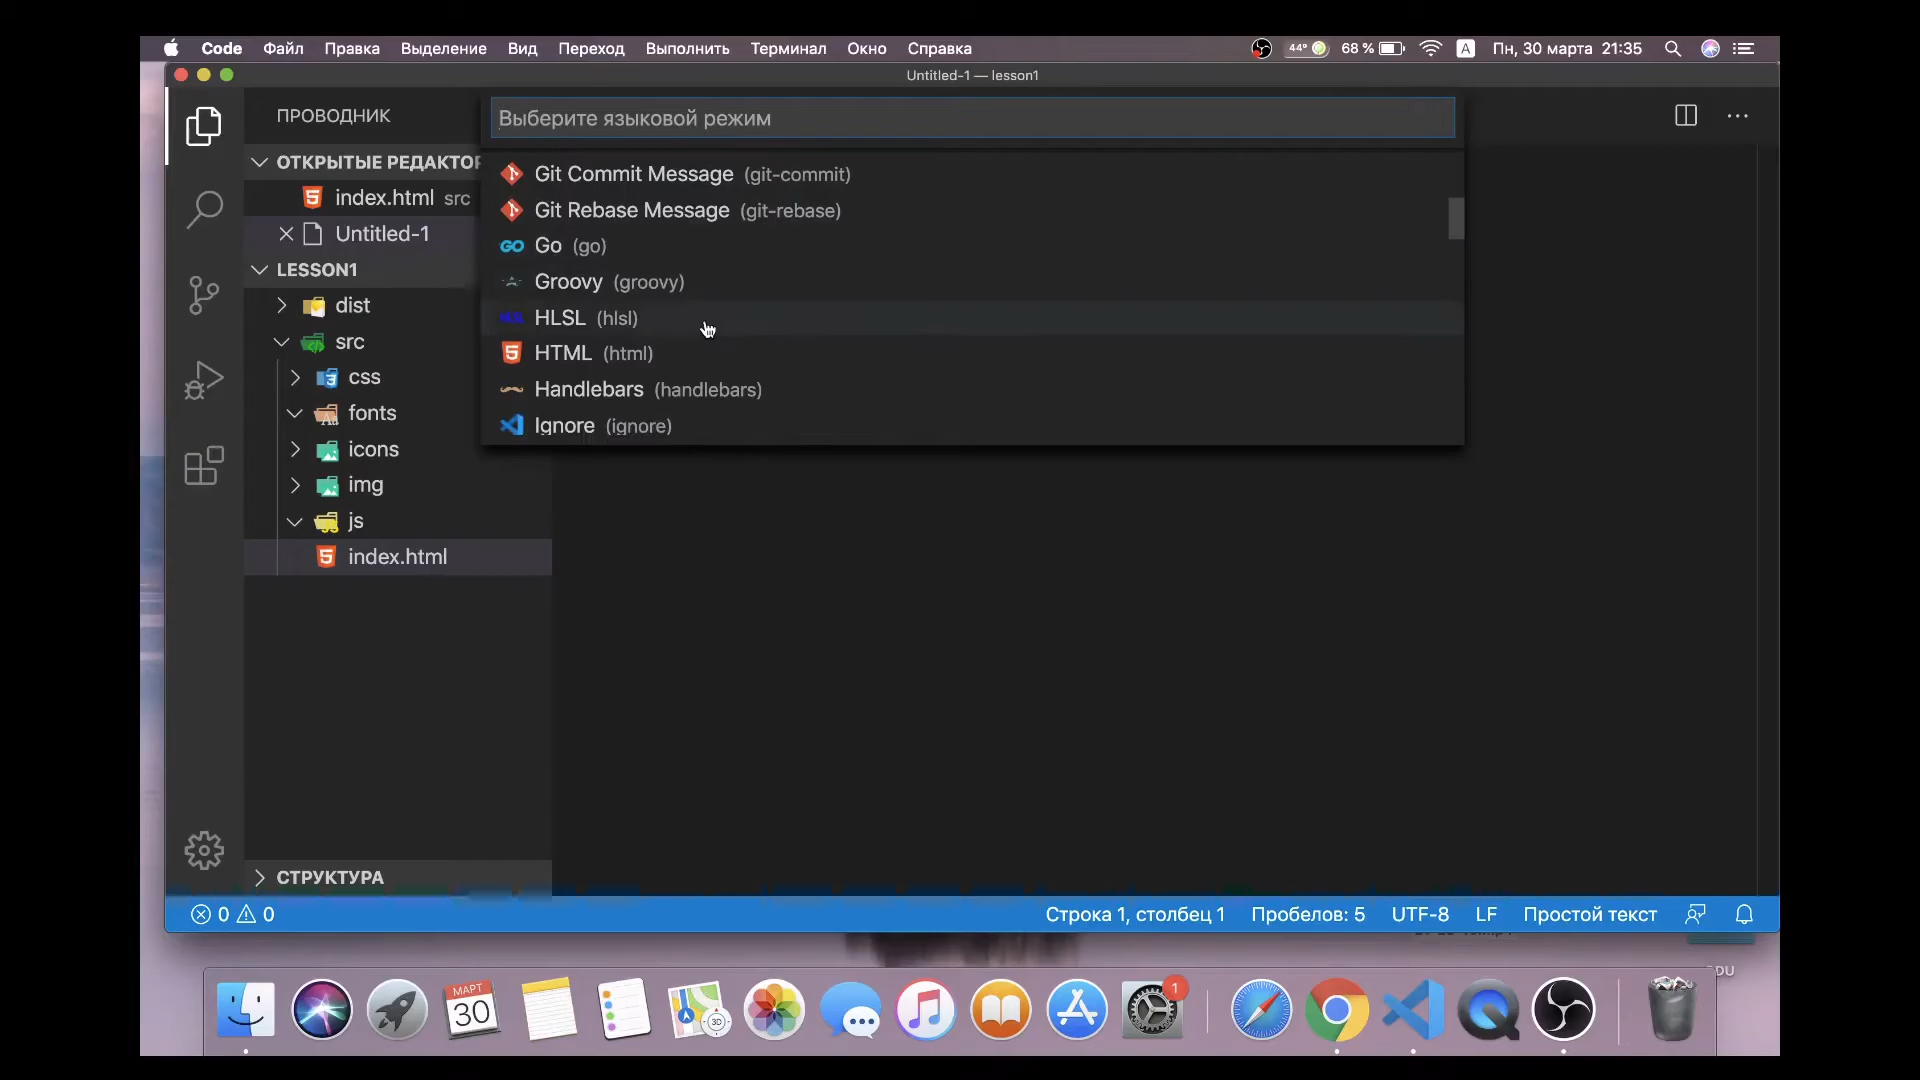 Code Файл Правка Выделение Вид Переход Выполнить Терминал Окно Справка 44° 68 % A Пн, 30 марта 21:35
Untitled-1 — lesson1
ПРОВОДНИК
Выберите языковой режим
ОТКРЫТЫЕ РЕДАКТОР
index.html src
Untitled-1
LESSON1
dist
src
css
fonts
icons
img
js
index.html
СТРУКТУРА
Git Commit Message (git-commit)
Git Rebase Message (git-rebase)
Go (go)
Groovy (groovy)
HLSL (hlsl)
HTML (html)
Handlebars (handlebars)
Ignore (ignore)
0 0 Строка 1, столбец 1 Пробелов: 5 UTF-8 LF Простой текст
МАРТ
30
3D
1